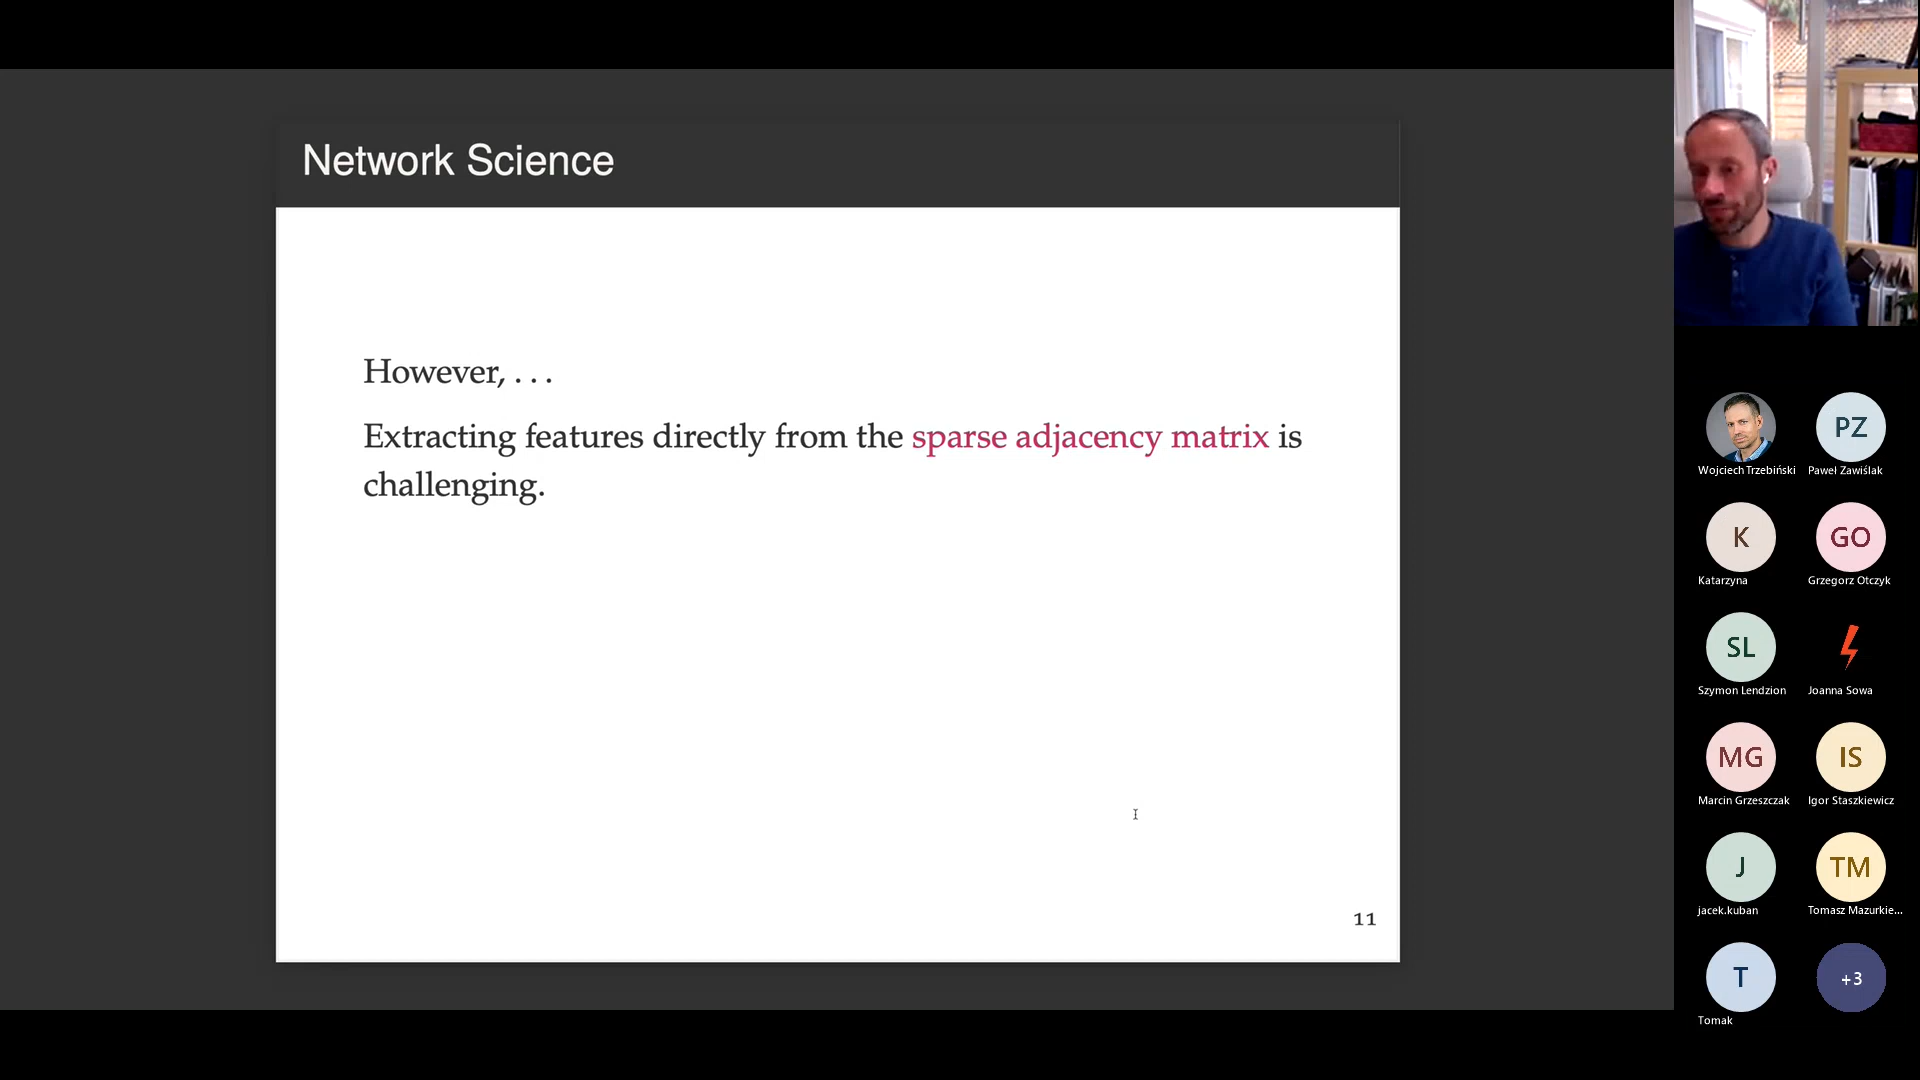 Network Science
However, . . .
Extracting features directly from the sparse adjacency matrix is
challenging.
11
Wojciech Trzebiński
PZ
Paweł Zawiślak
K
Katarzyna
GO
Grzegorz Otczyk
SL
Szymon Lendzion
Joanna Sowa
MG
Marcin Grzeszczak
IS
Igor Staszkiewicz
J
jacek.kuban
TM
Tomasz Mazurkie...
T
Tomak
+3